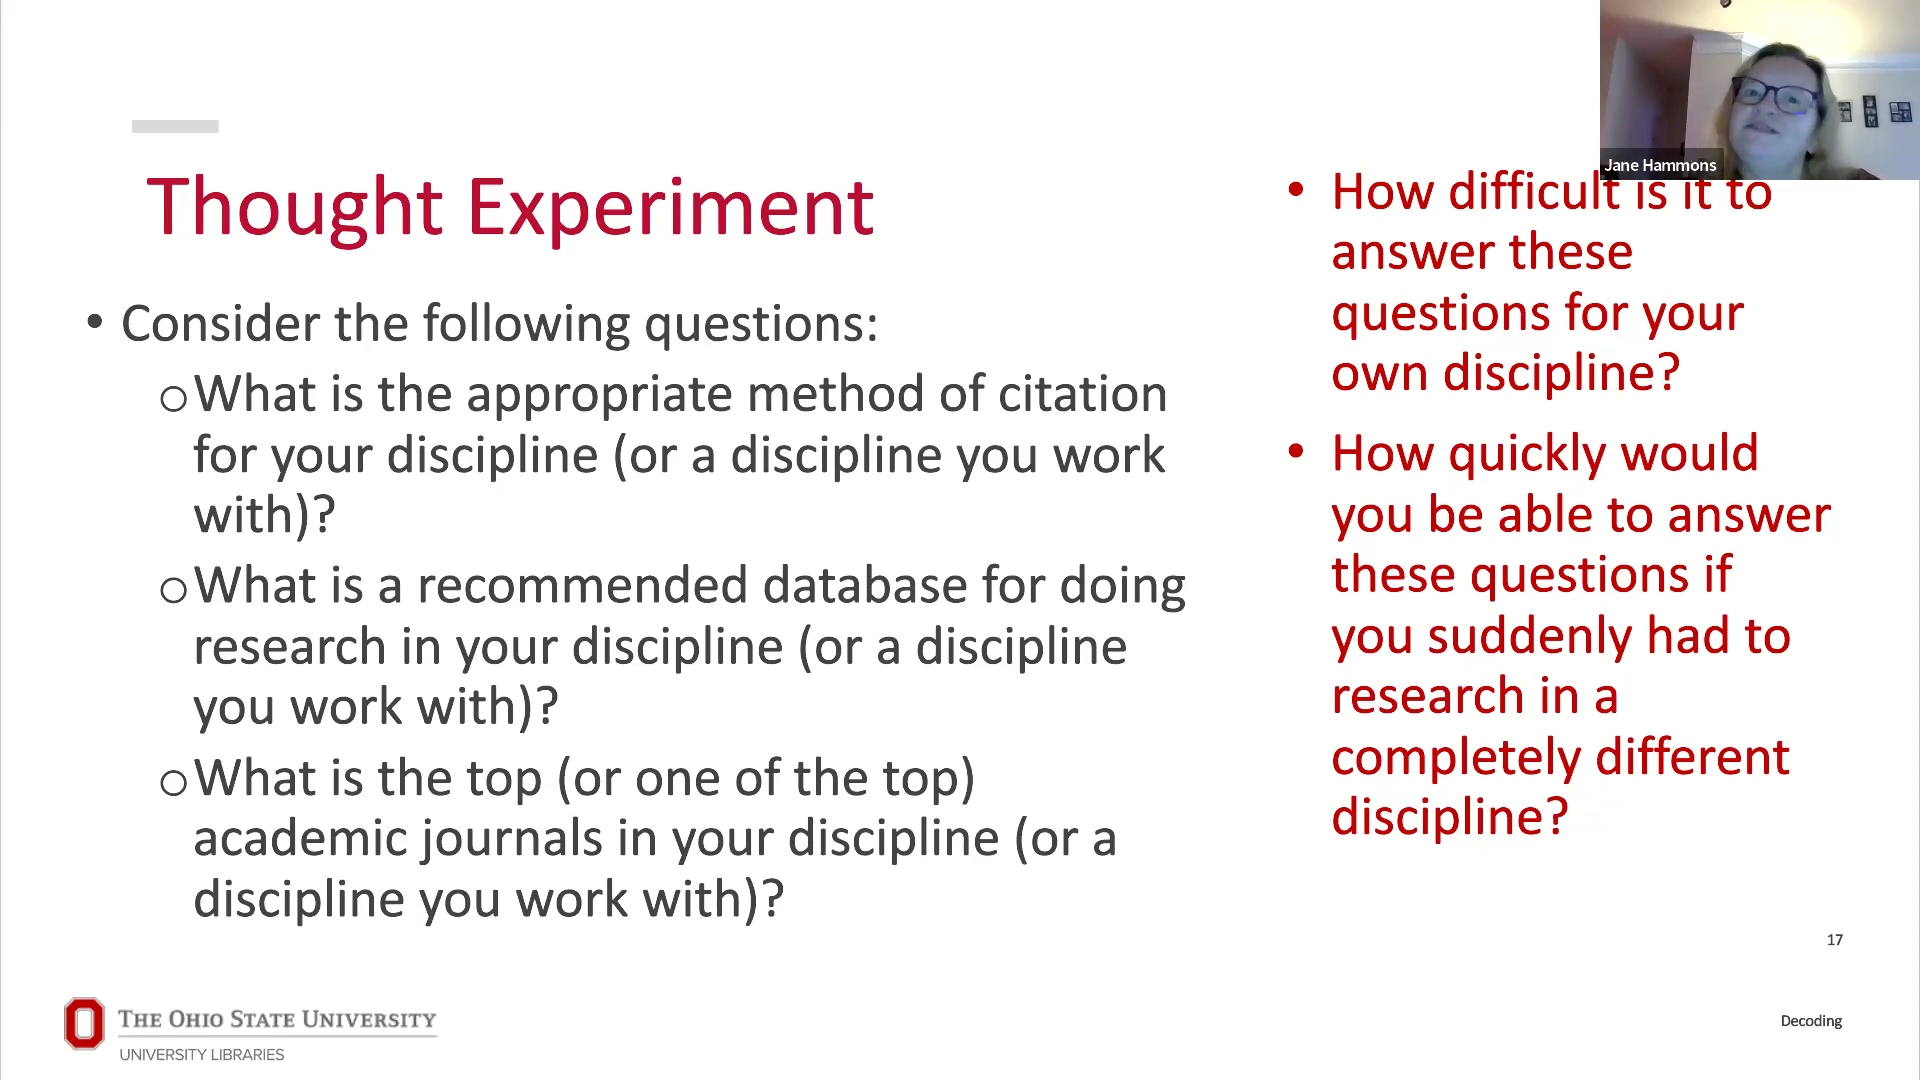 Thought Experiment
• Consider the following questions:
oWhat is the appropriate method of citation
for your discipline (or a discipline you work
with)?
oWhat is a recommended database for doing
research in your discipline (or a discipline
you work with)?
oWhat is the top (or one of the top)
academic journals in your discipline (or a
discipline you work with)?
Jane Hammons
• How difficult is it to
answer these
questions for your
own discipline?
• How quickly would
you be able to answer
these questions if
you suddenly had to
research in a
completely different
discipline?
17
THE OHIO STATE UNIVERSITY
UNIVERSITY LIBRARIES
Decoding